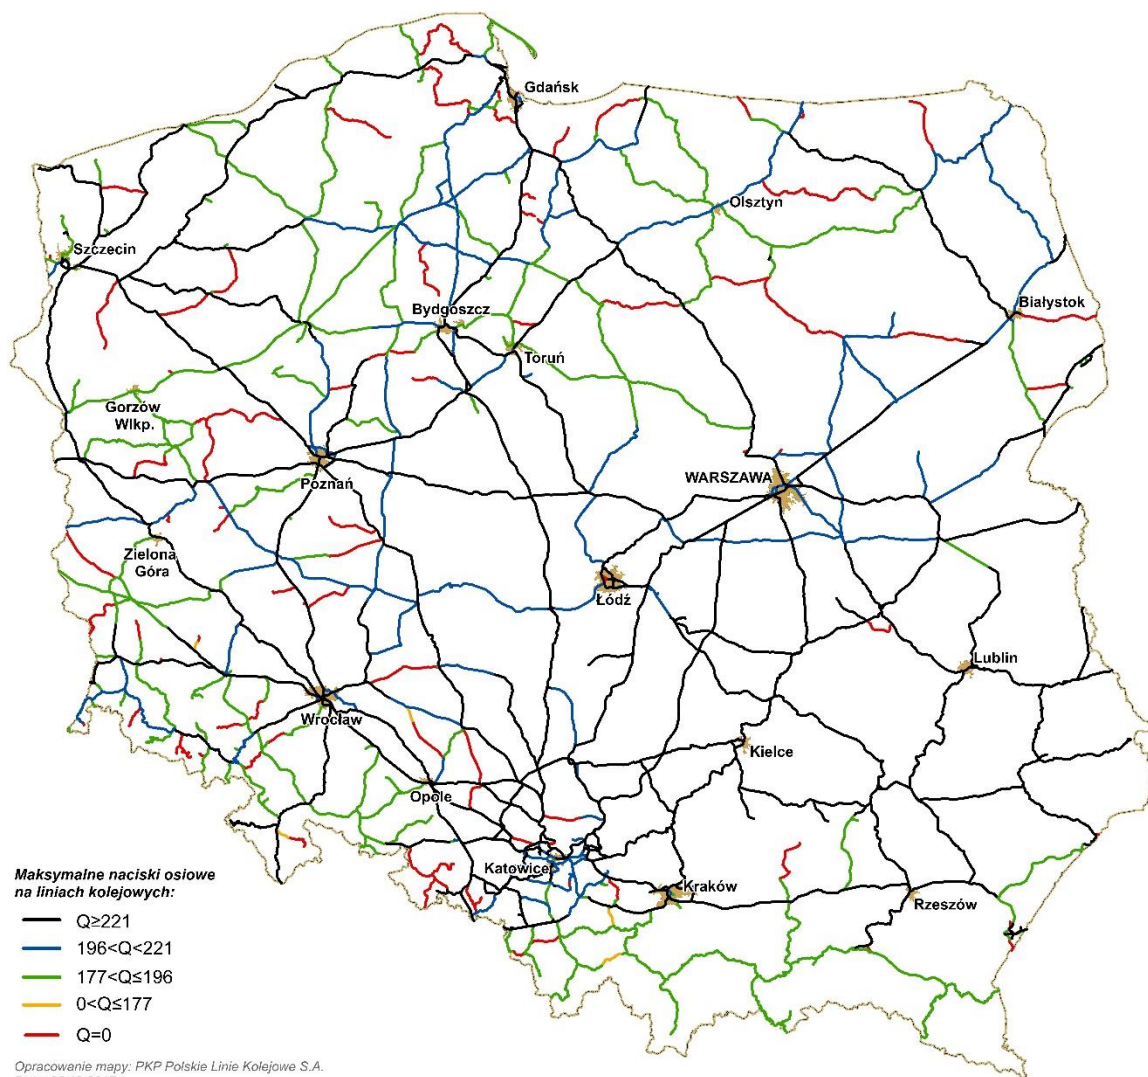 Gdańsk
Olsztyn
Szczecin
Białystok
Bydgoszcz
Toruń
Gorzów
Wlkp.
WARSZAWA
Poznań
Zielona
Góra
Łódź
Lublin
Wrocław
Kielce
Opole
Katowice
Kraków
Rzeszów
Maksymalne naciski osiowe
na liniach kolejowych:
Q≥221
196<Q<221
177<Q≤196
0<Q≤177
Q=0
Opracowanie mapy: PKP Polskie Linie Kolejowe S.A.